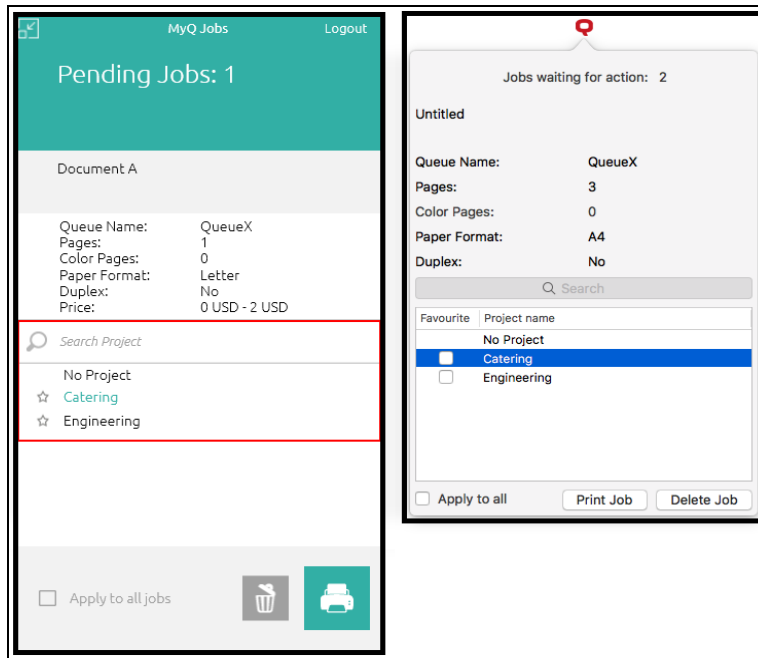 MyQ Jobs Logout
Pending Jobs: 1
Document A
Queue Name: QueueX
Pages: 1
Color Pages: 0
Paper Format: Letter
Duplex: No
Price: 0 USD - 2 USD
Search Project
No Project
Catering
Engineering
Apply to all jobs
Q
Jobs waiting for action: 2
Untitled
Queue Name: QueueX
Pages: 3
Color Pages: 0
Paper Format: A4
Duplex: No
Search
Favourite Project name
No Project
Catering
Engineering
Apply to all Print Job Delete Job